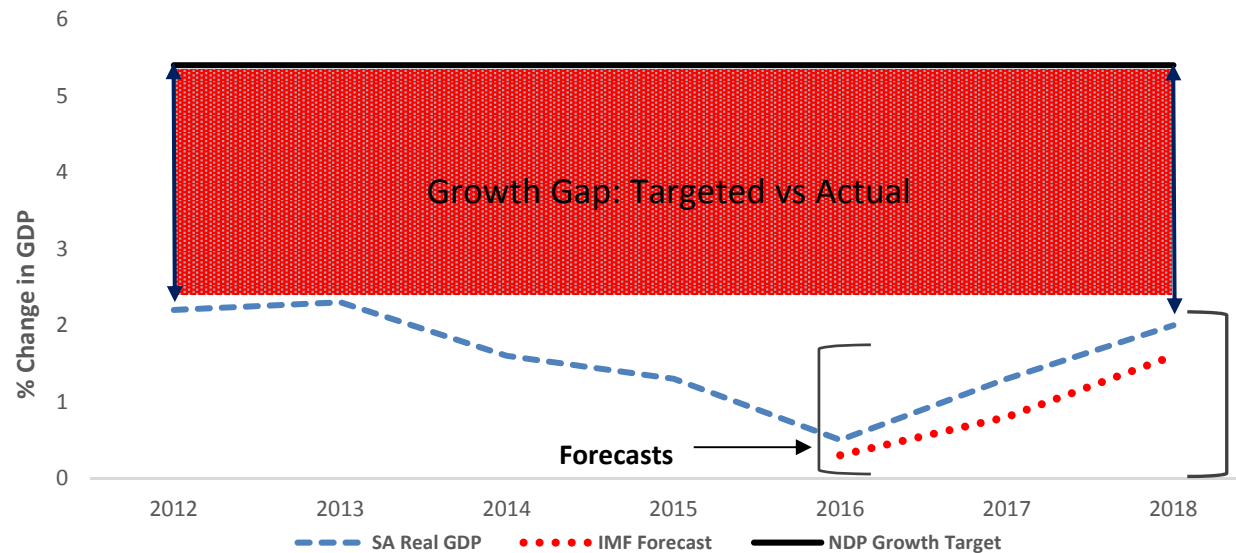 6
5
4
3
2
1
0
% Change in GDP
Growth Gap: Targeted vs Actual
Forecasts
2012 2013 2014 2015 2016 2017 2018
SA Real GDP IMF Forecast NDP Growth Target